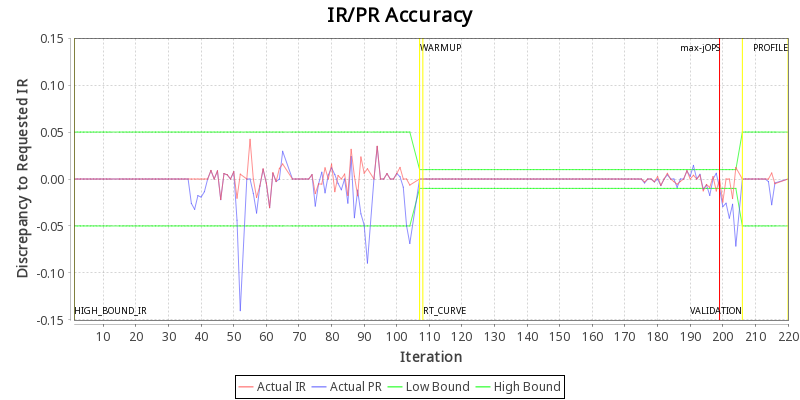 IR/PR Accuracy
Discrepancy to Requested IR
0.15
0.10
0.05
0.00
-0.05
-0.10
-0.15
WARMUP
max-jOPS
PROFILE
HIGH_BOUND_IR
RT_CURVE
VALIDATION
10 20 30 40 50 60 70 80 90 100 110 120 130 140 150 160 170 180 190 200 210 220
Iteration
Actual IR Actual PR Low Bound High Bound